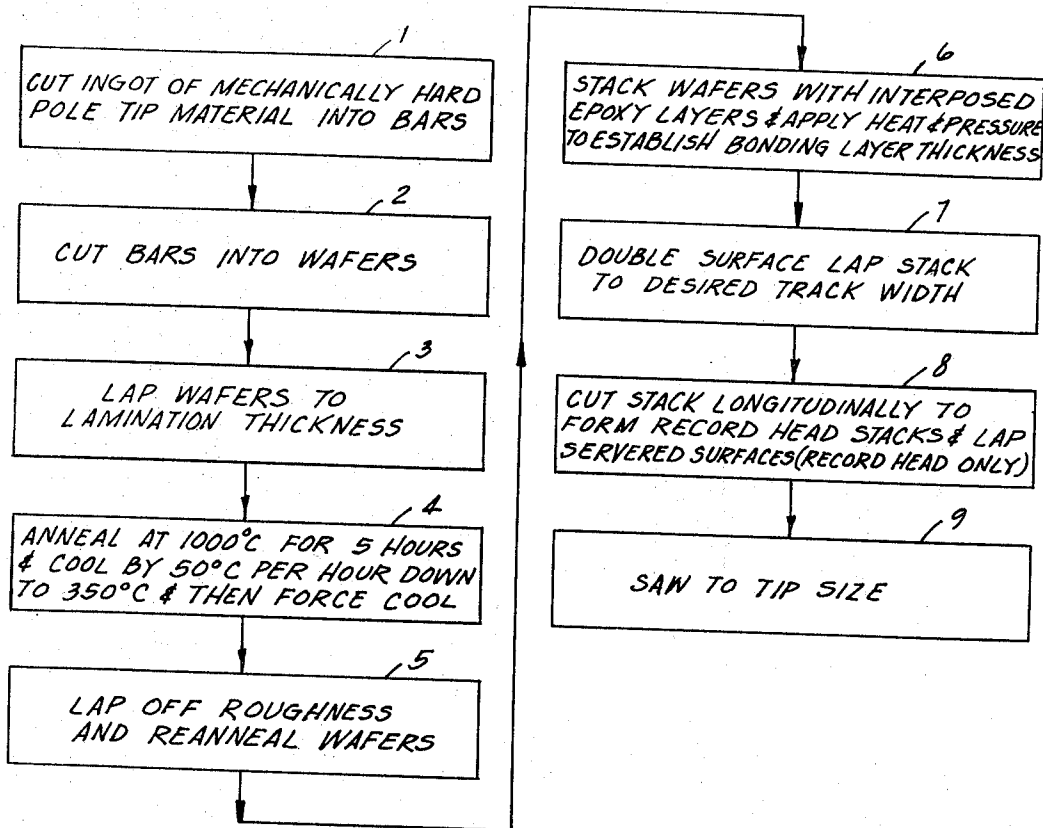 1
CUT INGOT OF MECHANICALLY HARD
POLE TIP MATERIAL INTO BARS
2
CUT BARS INTO WAFERS
3
LAP WAFERS TO
LAMINATION THICKNESS
4
ANNEAL AT 1000°C FOR 5 HOURS
& COOL BY 50°C PER HOUR DOWN
TO 350°C & THEN FORCE COOL
5
LAP OFF ROUGHNESS
AND REANNEAL WAFERS
6
STACK WAFERS WITH INTERPOSED
EPOXY LAYERS & APPLY HEAT & PRESSURE
TO ESTABLISH BONDING LAYER THICKNESS
7
DOUBLE SURFACE LAP STACK
TO DESIRED TRACK WIDTH
8
CUT STACK LONGITUDINALLY TO
FORM RECORD HEAD STACKS & LAP
SERVERED SURFACES (RECORD HEAD ONLY)
9
SAW TO TIP SIZE